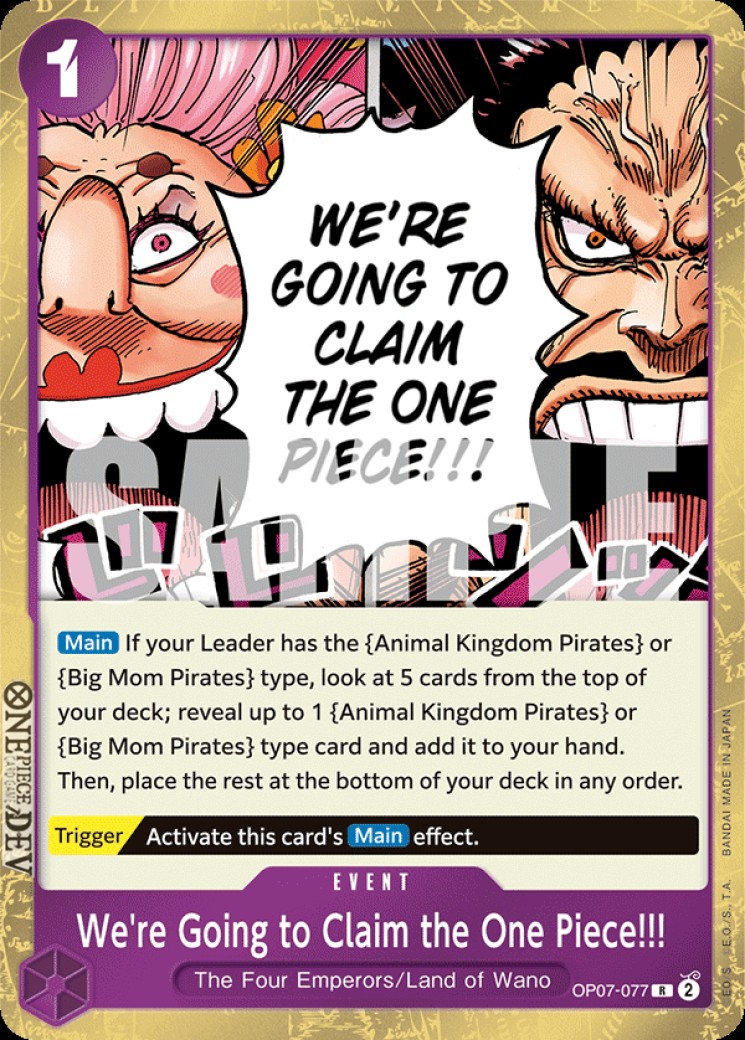 1
WE'RE
GOING TO
CLAIM
THE ONE
PIECE!!!
SAMPLE
Main If your Leader has the {Animal Kingdom Pirates} or
{Big Mom Pirates} type, look at 5 cards from the top of
your deck; reveal up to 1 {Animal Kingdom Pirates} or
{Big Mom Pirates} type card and add it to your hand.
Then, place the rest at the bottom of your deck in any order.
Trigger Activate this card's Main effect.
EVENT
We're Going to Claim the One Piece!!!
The Four Emperors/Land of Wano
OP07-077 R 2
ONE PIECE
CARD GAME
/DEV
BANDAI MADE IN JAPAN
©E.O./S., T.A.